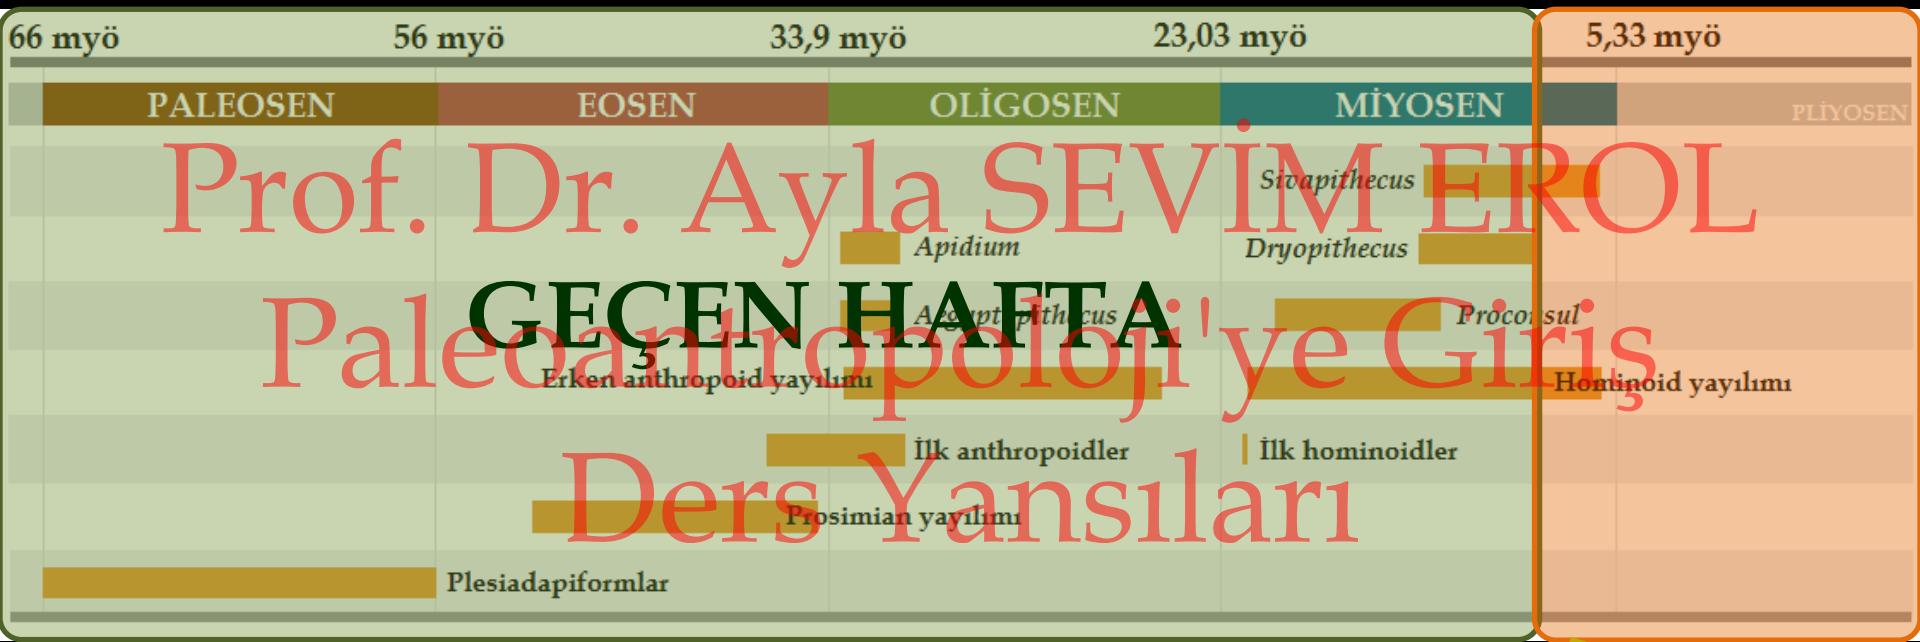 66 myö 56 myö 33,9 myö 23,03 myö 5,33 myö
PALEOSEN EOSEN OLİGOSEN MİYOSEN PLİYOSEN
Prof. Dr. Ayla SEVİM EROL
Sivapithecus
Apidium Dryopithecus
GEÇEN HAFTA
Aegyptopithecus Proconsul
Paleoantropoloji'ye Giriş
Erken anthropoid yayılımı Hominoid yayılımı
İlk anthropoidler İlk hominoidler
Ders Yansıları
Prosimian yayılımı
Plesiadapiformlar